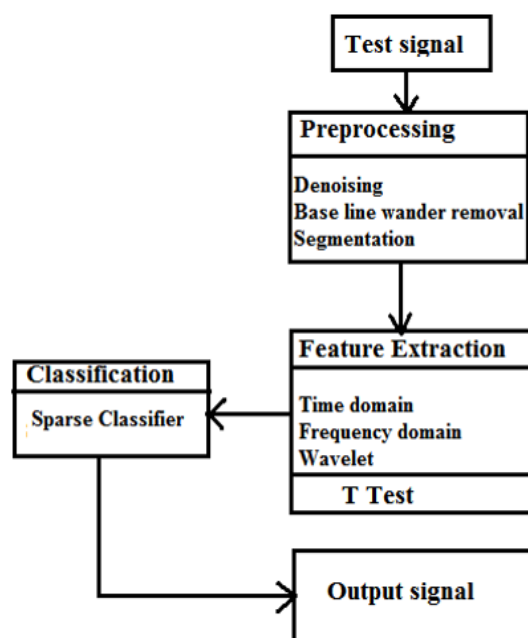 Test signal
Preprocessing
Denoising
Base line wander removal
Segmentation
Feature Extraction
Time domain
Frequency domain
Wavelet
T Test
Classification
Sparse Classifier
Output signal